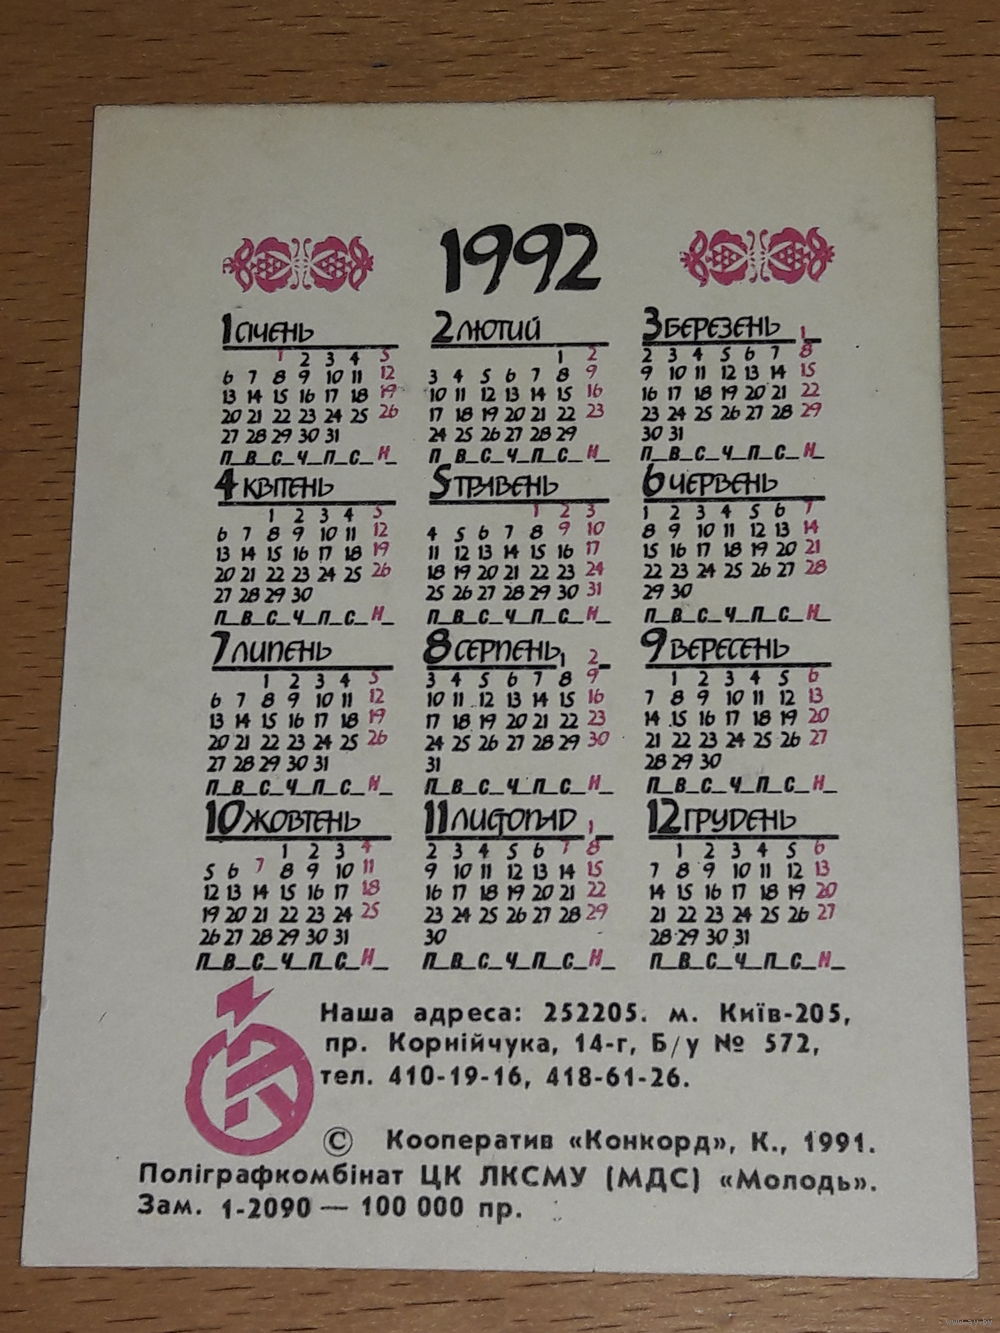 1992
1 СІЧЕНЬ 2 ЛЮТИЙ 3 БЕРЕЗЕНЬ 1
1 2 3 4 5 1 2 2 3 4 5 6 7 8
6 7 8 9 10 11 12 3 4 5 6 7 8 9 9 10 11 12 13 14 15
13 14 15 16 17 18 19 10 11 12 13 14 15 16 16 17 18 19 20 21 22
20 21 22 23 24 25 26 17 18 19 20 21 22 23 23 24 25 26 27 28 29
27 28 29 30 31 24 25 26 27 28 29 30 31
П В С Ч П С Н П В С Ч П С Н П В С Ч П С Н
4 КВІТЕНЬ 5 ТРАВЕНЬ 6 ЧЕРВЕНЬ
1 2 3 4 5 1 2 3 1 2 3 4 5 6 7
6 7 8 9 10 11 12 4 5 6 7 8 9 10 8 9 10 11 12 13 14
13 14 15 16 17 18 19 11 12 13 14 15 16 17 15 16 17 18 19 20 21
20 21 22 23 24 25 26 18 19 20 21 22 23 24 22 23 24 25 26 27 28
27 28 29 30 25 26 27 28 29 30 31 29 30
П В С Ч П С Н П В С Ч П С Н П В С Ч П С Н
7 ЛИПЕНЬ 8 СЕРПЕНЬ 1 2 9 ВЕРЕСЕНЬ
1 2 3 4 5 3 4 5 6 7 8 9 1 2 3 4 5 6
6 7 8 9 10 11 12 10 11 12 13 14 15 16 7 8 9 10 11 12 13
13 14 15 16 17 18 19 17 18 19 20 21 22 23 14 15 16 17 18 19 20
20 21 22 23 24 25 26 24 25 26 27 28 29 30 21 22 23 24 25 26 27
27 28 29 30 31 31 28 29 30
П В С Ч П С Н П В С Ч П С Н П В С Ч П С Н
10 ЖОВТЕНЬ 11 ЛИСТОПАД 1 12 ГРУДЕНЬ
1 2 3 4 2 3 4 5 6 7 8 1 2 3 4 5 6
5 6 7 8 9 10 11 9 10 11 12 13 14 15 7 8 9 10 11 12 13
12 13 14 15 16 17 18 16 17 18 19 20 21 22 14 15 16 17 18 19 20
19 20 21 22 23 24 25 23 24 25 26 27 28 29 21 22 23 24 25 26 27
26 27 28 29 30 31 30 28 29 30 31
П В С Ч П С Н П В С Ч П С Н П В С Ч П С Н
Наша адреса: 252205. м. Київ-205,
пр. Корнійчука, 14-г, Б/у № 572,
тел. 410-19-16, 418-61-26.
© Кооператив «Конкорд», К., 1991.
Поліграфкомбінат ЦК ЛКСМУ (МДС) «Молодь».
Зам. 1-2090 — 100 000 пр.